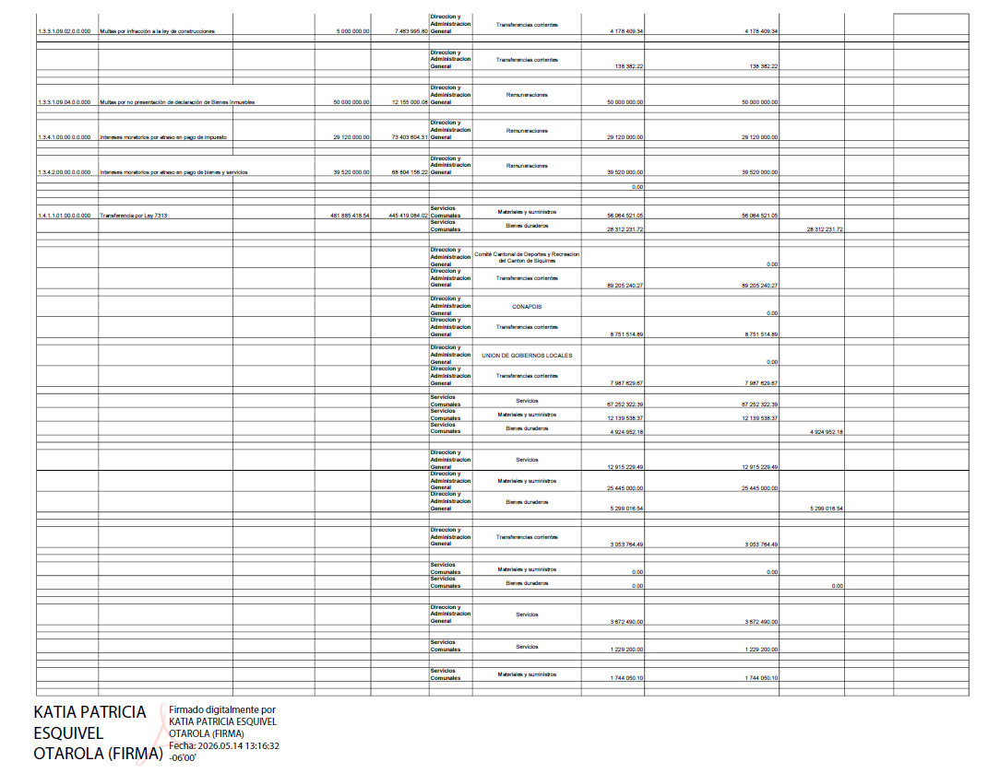 1.3.3.1.09.02.0.0.000 Multas por infracción a la ley de construcciones 5 000 000.00 7 483 995.80 Direccion y Administracion General Transferencias corrientes 4 178 409.34 4 178 409.34
Direccion y Administracion General Transferencias corrientes 138 382.22 138 382.22
1.3.3.1.09.04.0.0.000 Multas por no presentación de declaración de Bienes Inmuebles 50 000 000.00 12 155 000.08 Direccion y Administracion General Remuneraciones 50 000 000.00 50 000 000.00
1.3.4.1.00.00.0.0.000 Intereses moratorios por atraso en pago de impuesto 29 120 000.00 73 403 604.31 Direccion y Administracion General Remuneraciones 29 120 000.00 29 120 000.00
1.3.4.2.00.00.0.0.000 Intereses moratorios por atraso en pago de bienes y servicios 39 520 000.00 68 804 158.22 Direccion y Administracion General Remuneraciones 39 520 000.00 39 520 000.00
0.00
1.4.1.1.01.00.0.0.000 Transferencia por Ley 7313 481 885 418.54 445 419 084.02 Servicios Comunales Materiales y suministros 56 064 521.05 56 064 521.05
Servicios Comunales Bienes duraderos 28 312 231.72 28 312 231.72
Direccion y Administracion General Comité Cantonal de Deportes y Recreacion del Canton de Siquirres 0.00
Direccion y Administracion General Transferencias corrientes 89 205 240.27 89 205 240.27
Direccion y Administracion General CONAPDIS 0.00
Direccion y Administracion General Transferencias corrientes 8 751 514.89 8 751 514.89
Direccion y Administracion General UNION DE GOBIERNOS LOCALES 0.00
Direccion y Administracion General Transferencias corrientes 7 987 629.67 7 987 629.67
Servicios Comunales Servicios 67 252 322.39 67 252 322.39
Servicios Comunales Materiales y suministros 12 139 538.37 12 139 538.37
Servicios Comunales Bienes duraderos 4 924 952.18 4 924 952.18
Direccion y Administracion General Servicios 12 915 229.49 12 915 229.49
Direccion y Administracion General Materiales y suministros 25 445 000.00 25 445 000.00
Direccion y Administracion General Bienes duraderos 5 299 016.54 5 299 016.54
Direccion y Administracion General Transferencias corrientes 3 053 764.49 3 053 764.49
Servicios Comunales Materiales y suministros 0.00 0.00
Servicios Comunales Bienes duraderos 0.00 0.00
Direccion y Administracion General Servicios 3 672 490.00 3 672 490.00
Servicios Comunales Servicios 1 229 200.00 1 229 200.00
Servicios Comunales Materiales y suministros 1 744 050.10 1 744 050.10
KATIA PATRICIA
ESQUIVEL
OTAROLA (FIRMA)
Firmado digitalmente por
KATIA PATRICIA ESQUIVEL
OTAROLA (FIRMA)
Fecha: 2026.05.14 13:16:32
-06'00'